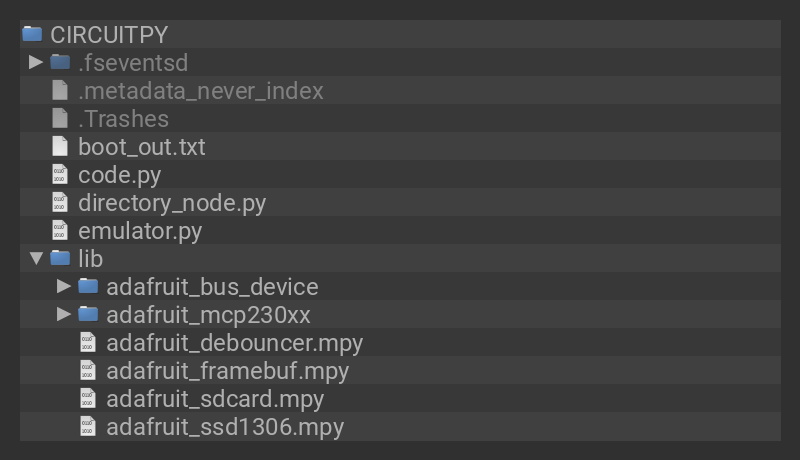 CIRCUITPY
.fseventsd
.metadata_never_index
.Trashes
boot_out.txt
code.py
directory_node.py
emulator.py
lib
adafruit_bus_device
adafruit_mcp230xx
adafruit_debouncer.mpy
adafruit_framebuf.mpy
adafruit_sdcard.mpy
adafruit_ssd1306.mpy